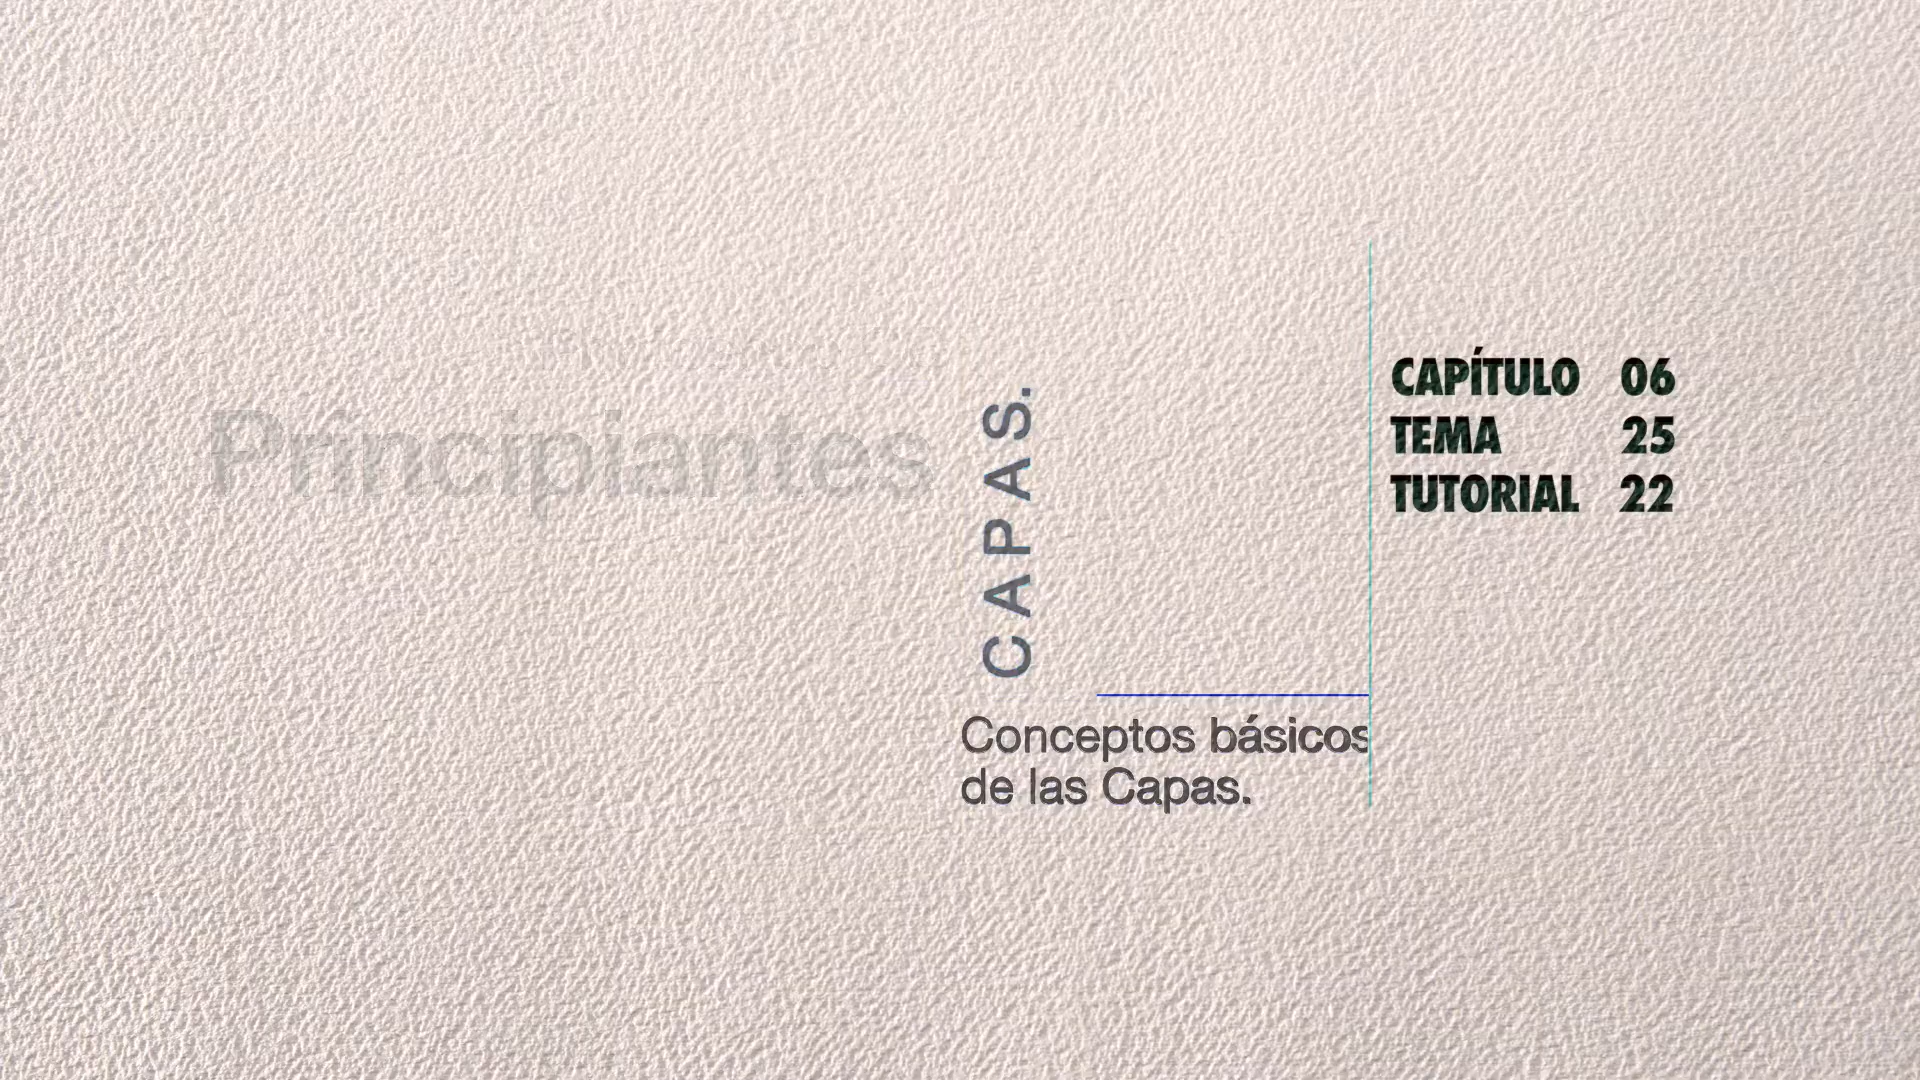 Principiantes
CAPAS.
Conceptos básicos
de las Capas.
CAPÍTULO 06
TEMA 25
TUTORIAL 22